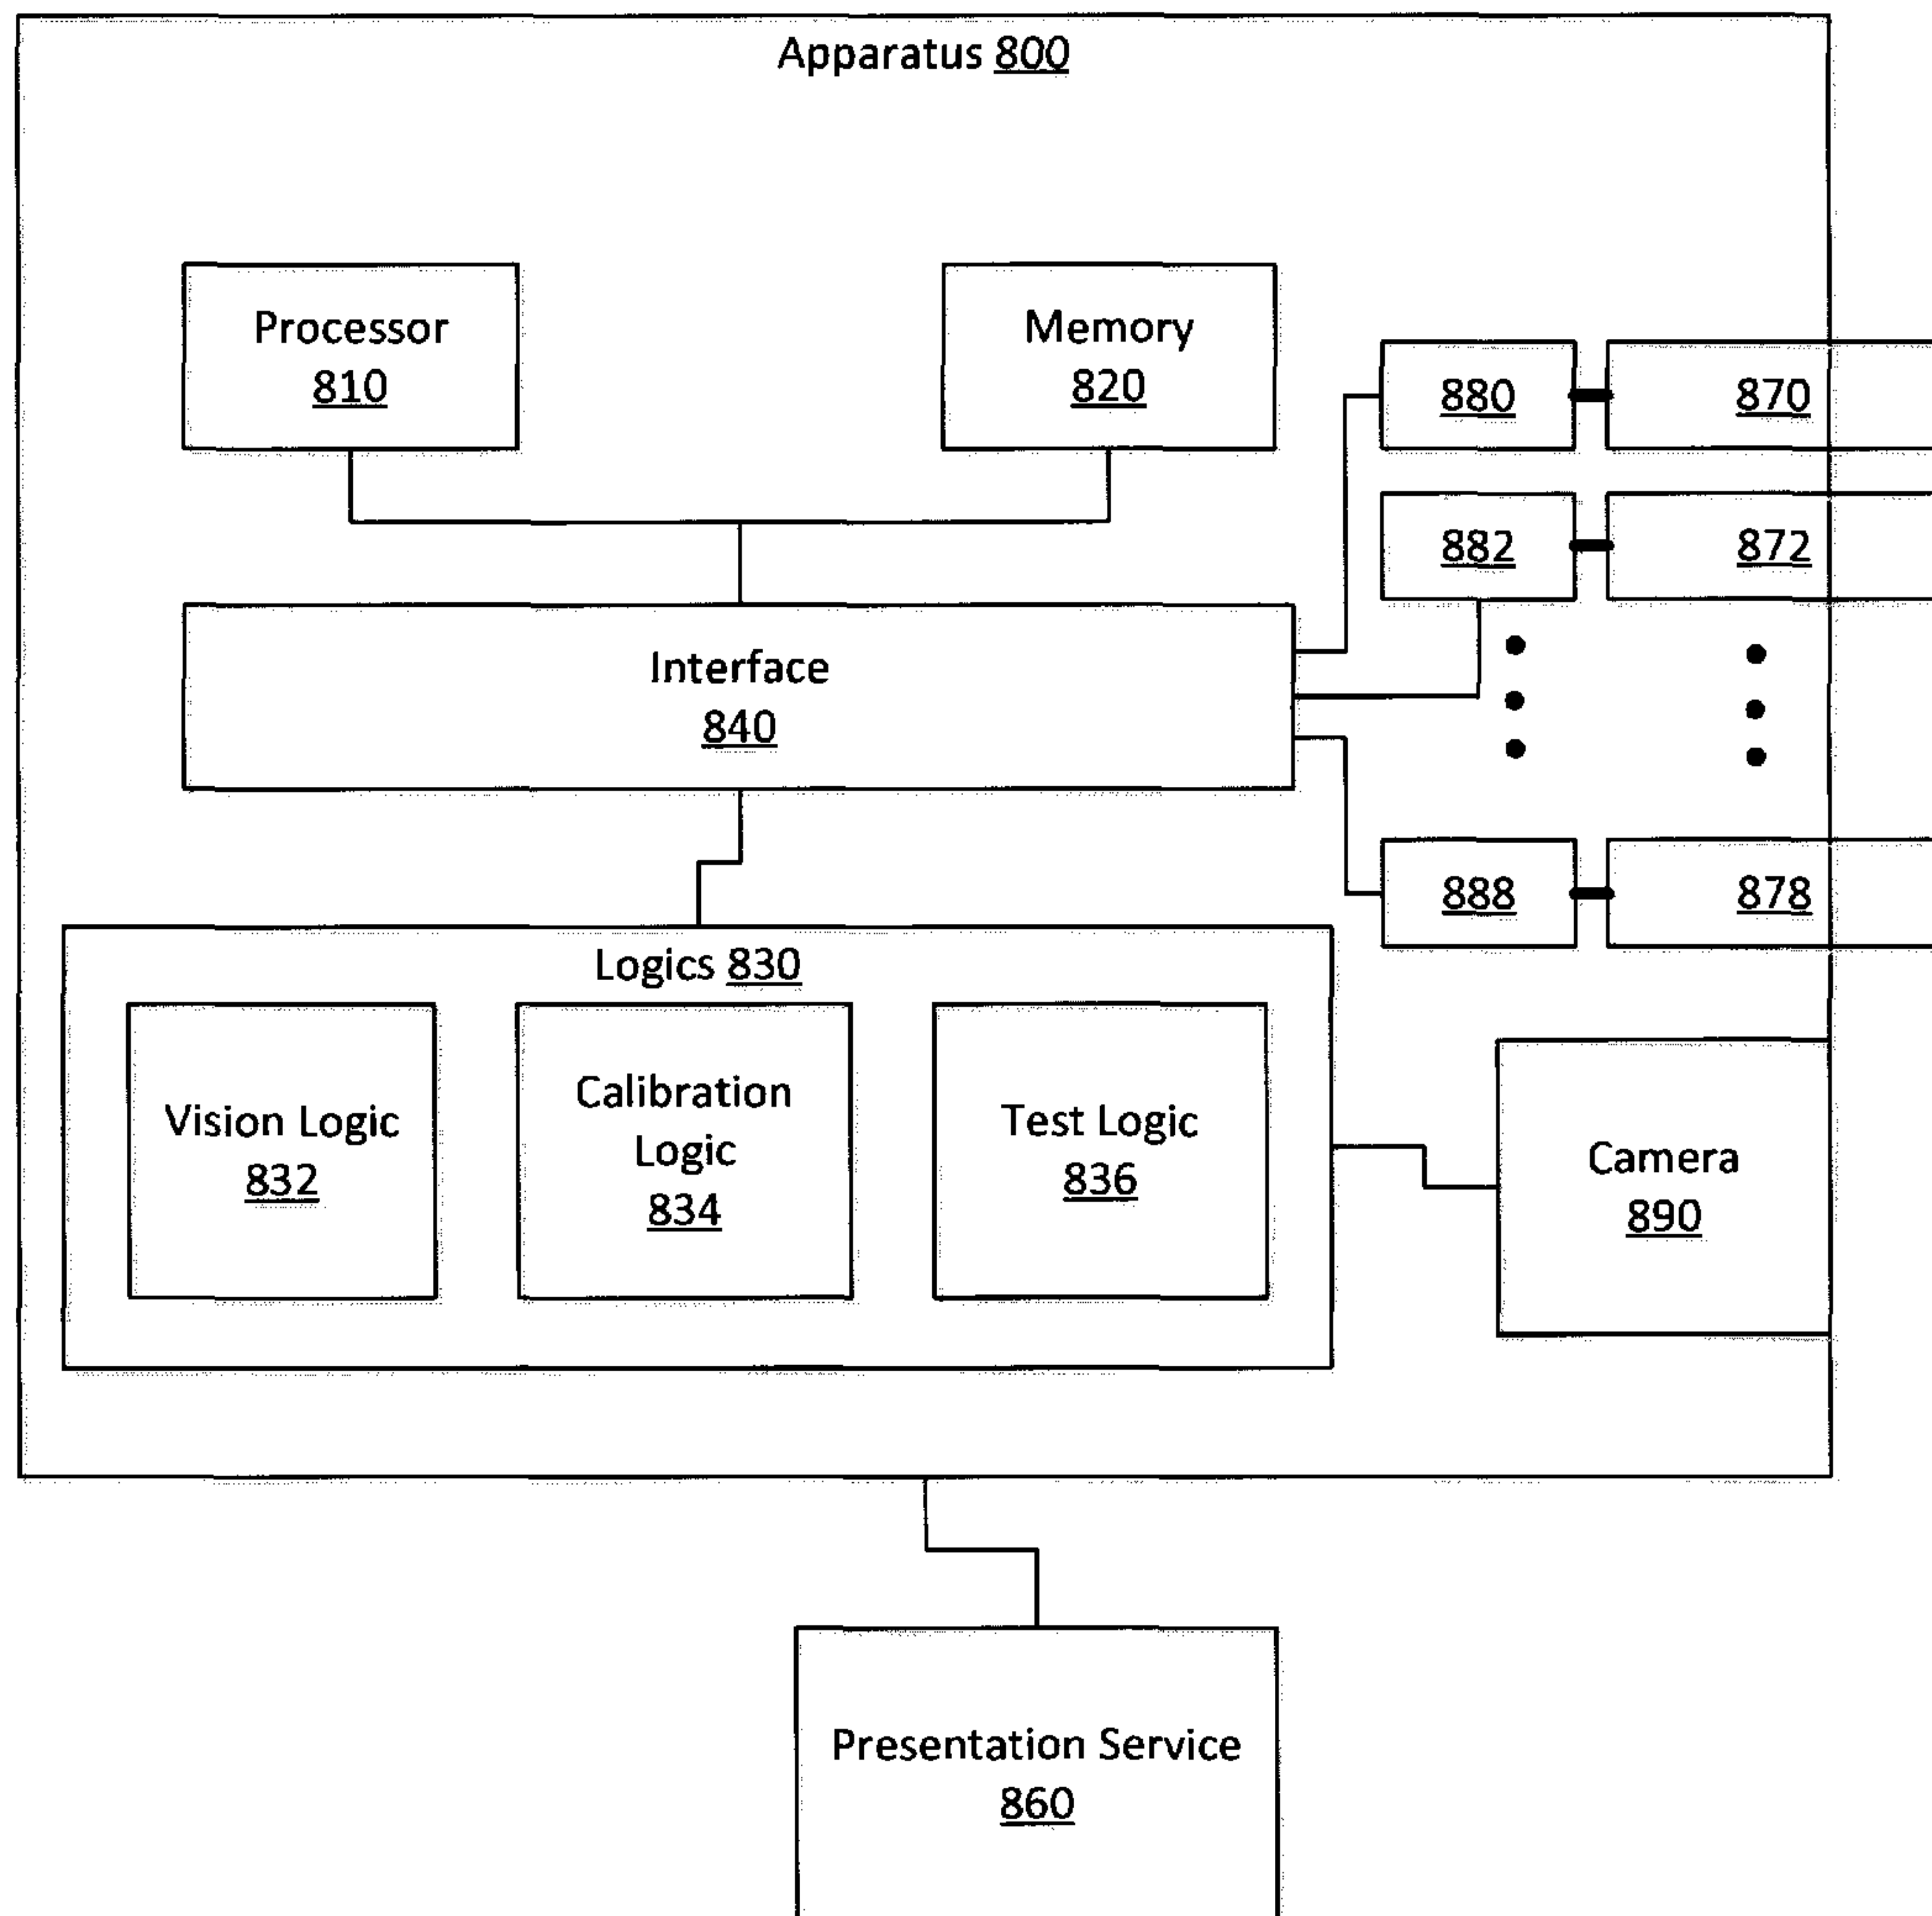 Apparatus 800
Processor
810
Memory
820
880
870
882
872
Interface
840
888
878
Logics 830
Vision Logic
832
Calibration
Logic
834
Test Logic
836
Camera
890
Presentation Service
860